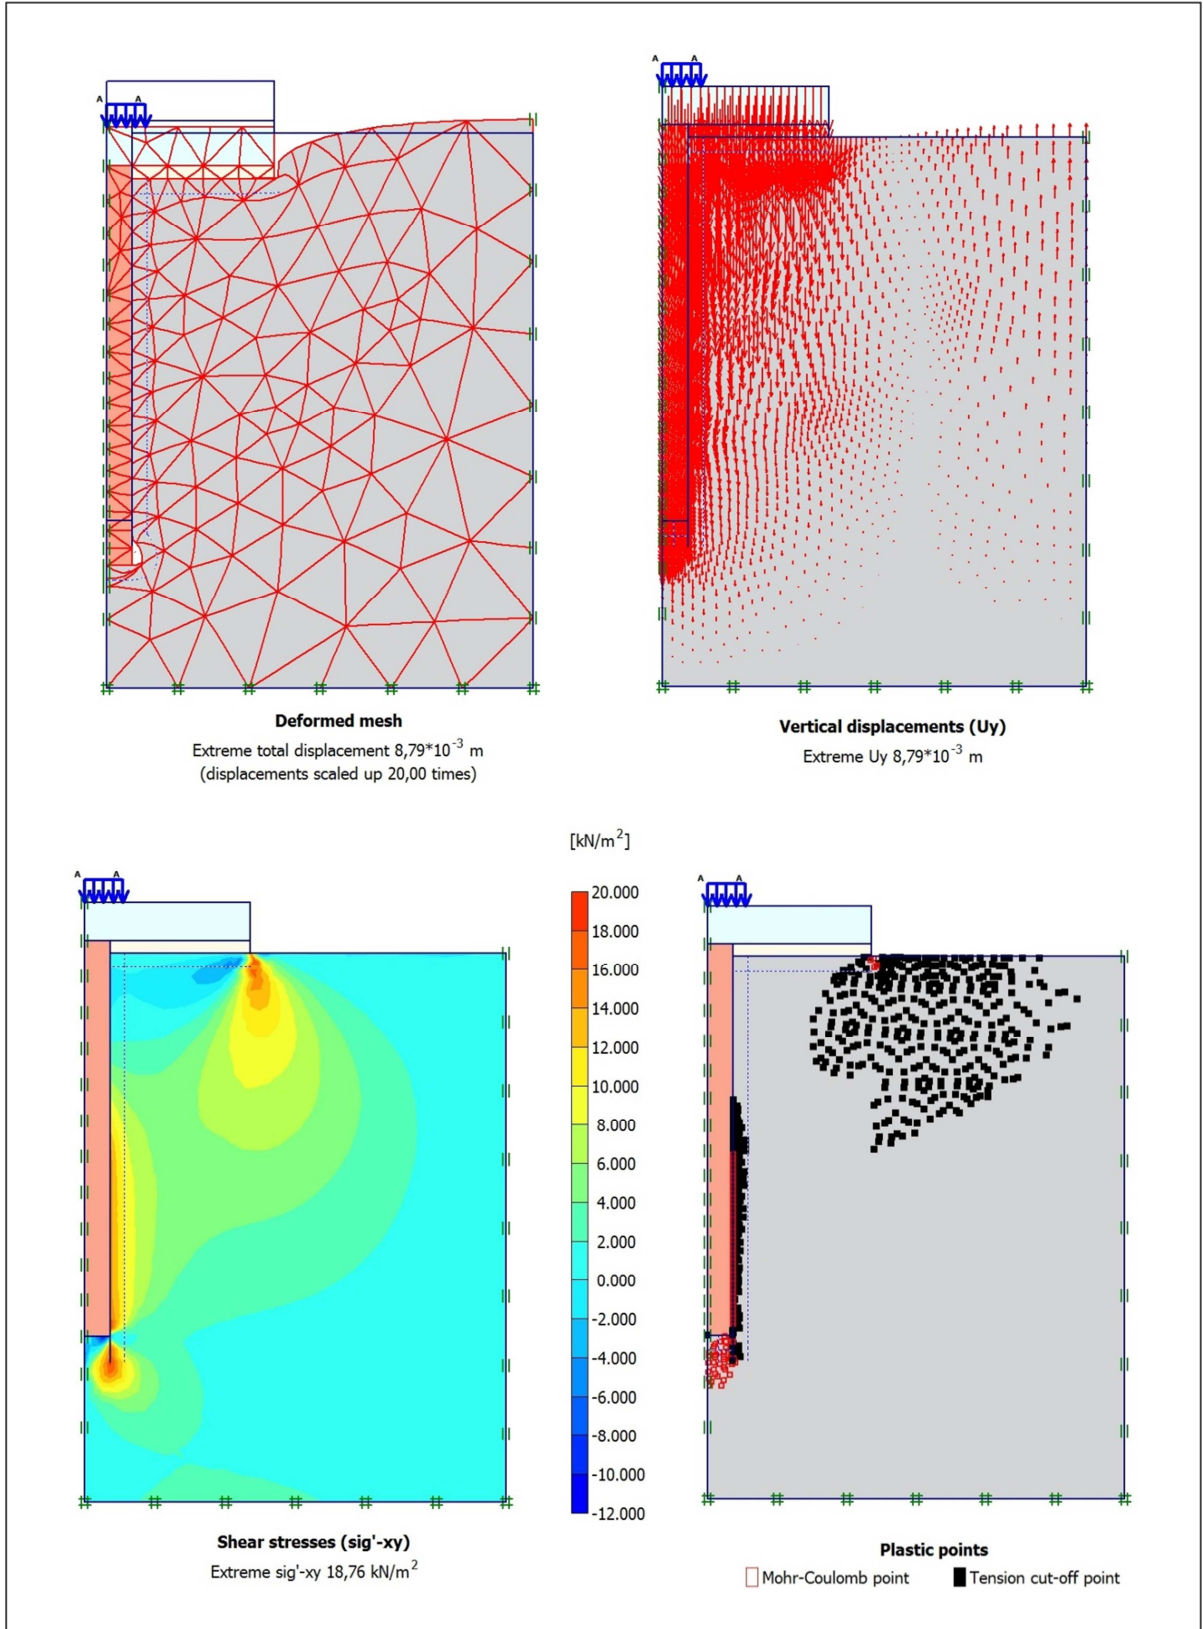 A A
A A
Deformed mesh
Extreme total displacement 8,79*10⁻³ m
(displacements scaled up 20,00 times)
Vertical displacements (Uy)
Extreme Uy 8,79*10⁻³ m
[kN/m²]
A A
A A
20.000
18.000
16.000
14.000
12.000
10.000
8.000
6.000
4.000
2.000
0.000
-2.000
-4.000
-6.000
-8.000
-10.000
-12.000
Shear stresses (sig'-xy)
Extreme sig'-xy 18,76 kN/m²
Plastic points
Mohr-Coulomb point Tension cut-off point